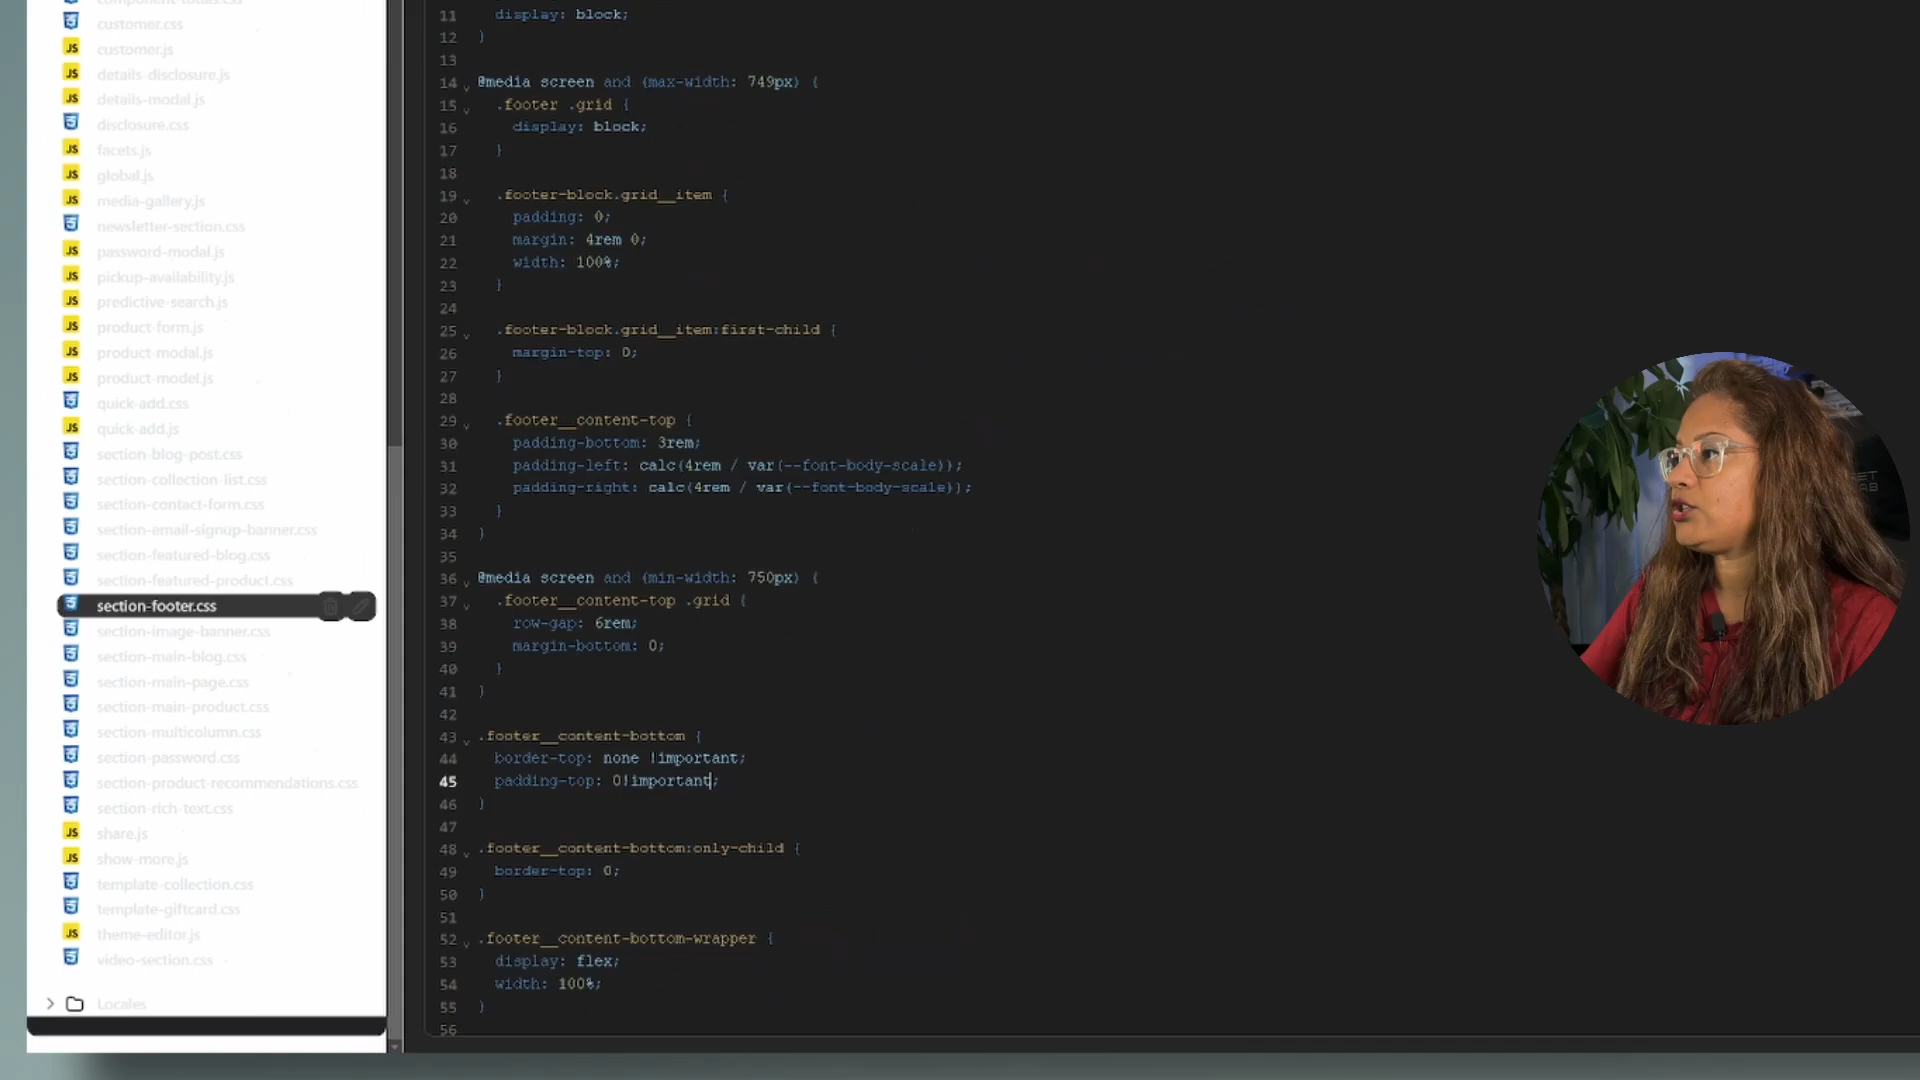 component-totals.css
customer.css
customer.js
details-disclosure.js
details-modal.js
disclosure.css
facets.js
global.js
media-gallery.js
newsletter-section.css
password-modal.js
pickup-availability.js
predictive-search.js
product-form.js
product-modal.js
product-model.js
quick-add.css
quick-add.js
section-blog-post.css
section-collection-list.css
section-contact-form.css
section-email-signup-banner.css
section-featured-blog.css
section-featured-product.css
section-footer.css
section-image-banner.css
section-main-blog.css
section-main-page.css
section-main-product.css
section-multicolumn.css
section-password.css
section-product-recommendations.css
section-rich-text.css
share.js
show-more.js
template-collection.css
template-giftcard.css
theme-editor.js
video-section.css
Locales
11 display: block;
12 }
13
14 @media screen and (max-width: 749px) {
15 .footer .grid {
16 display: block;
17 }
18
19 .footer-block.grid__item {
20 padding: 0;
21 margin: 4rem 0;
22 width: 100%;
23 }
24
25 .footer-block.grid__item:first-child {
26 margin-top: 0;
27 }
28
29 .footer__content-top {
30 padding-bottom: 3rem;
31 padding-left: calc(4rem / var(--font-body-scale));
32 padding-right: calc(4rem / var(--font-body-scale));
33 }
34 }
35
36 @media screen and (min-width: 750px) {
37 .footer__content-top .grid {
38 row-gap: 6rem;
39 margin-bottom: 0;
40 }
41 }
42
43 .footer__content-bottom {
44 border-top: none !important;
45 padding-top: 0!important;
46 }
47
48 .footer__content-bottom:only-child {
49 border-top: 0;
50 }
51
52 .footer__content-bottom-wrapper {
53 display: flex;
54 width: 100%;
55 }
56